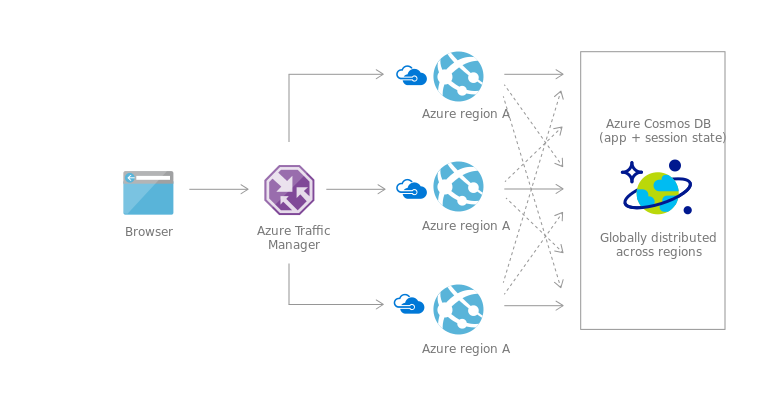 Browser
Azure Traffic
Manager
Azure region A
Azure region A
Azure region A
Azure Cosmos DB
(app + session state)
Globally distributed
across regions